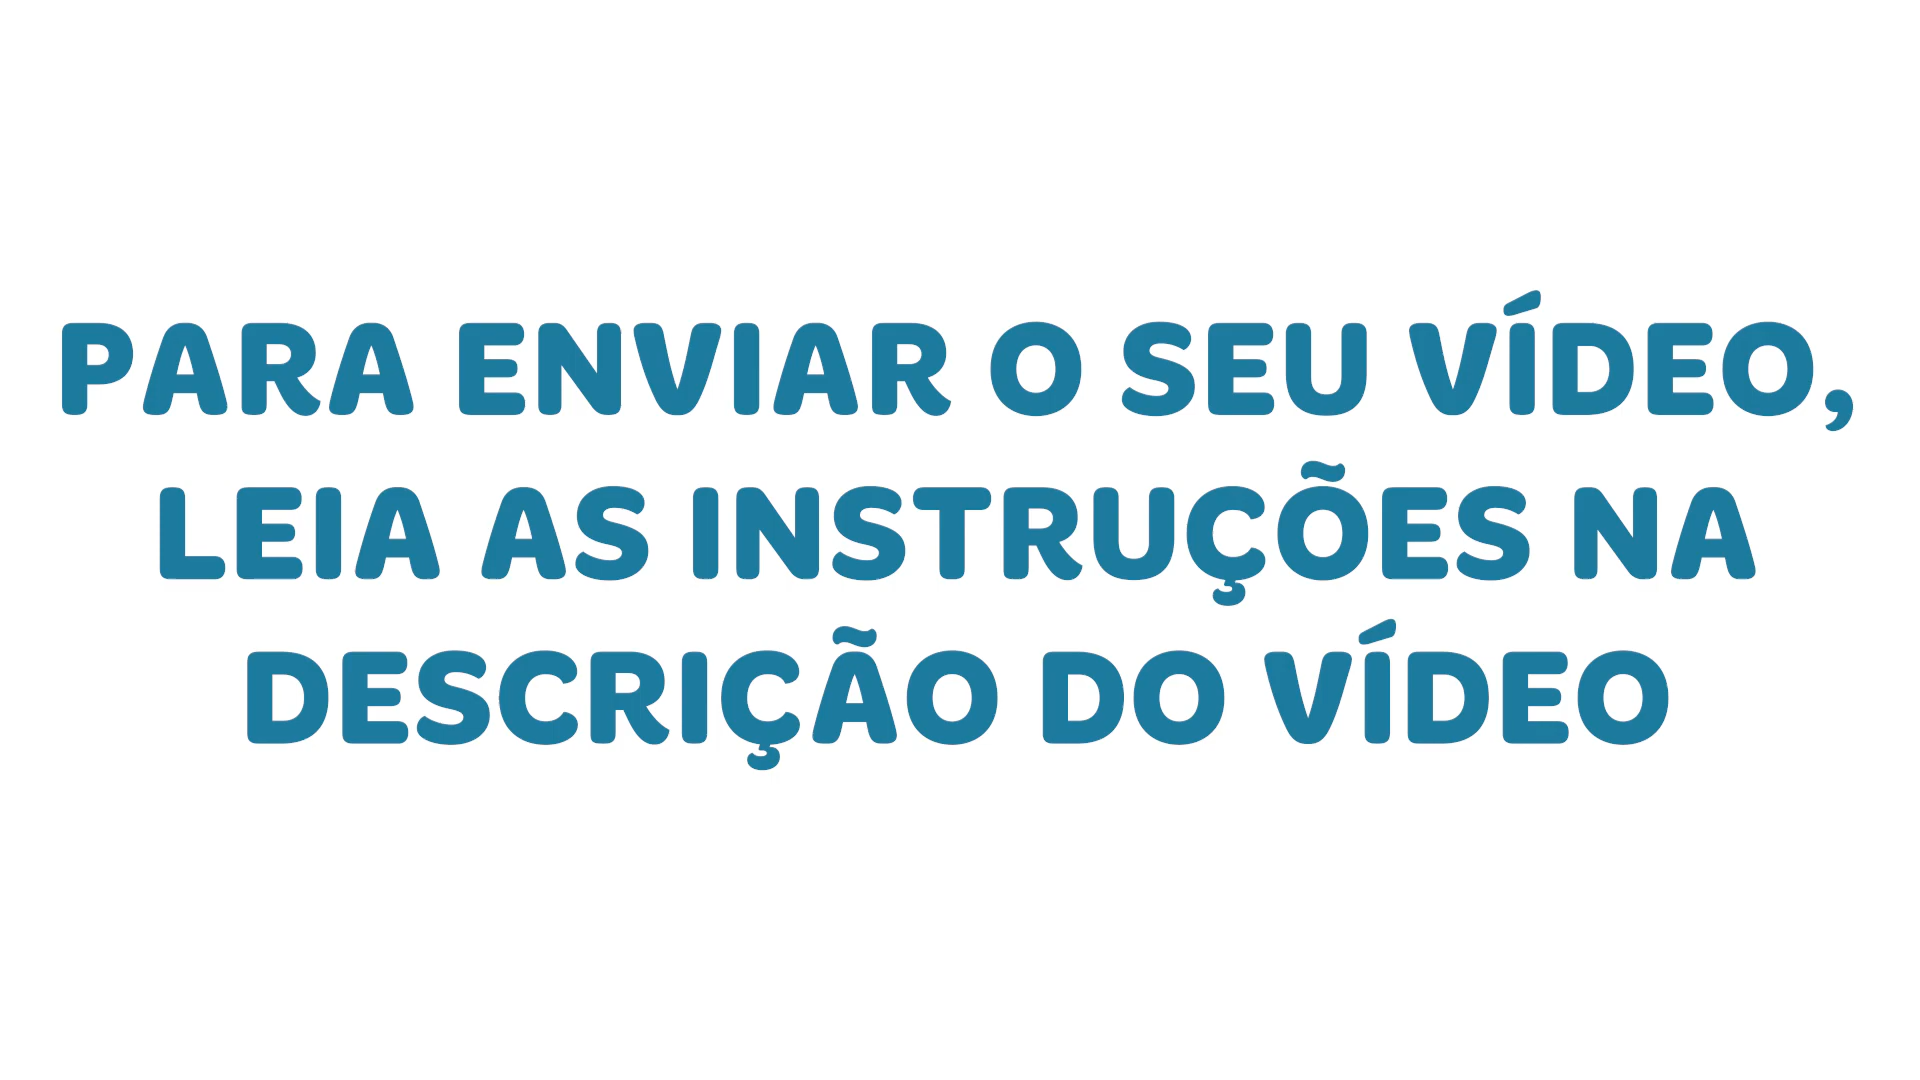 PARA ENVIAR O SEU VÍDEO,
LEIA AS INSTRUÇÕES NA
DESCRIÇÃO DO VÍDEO